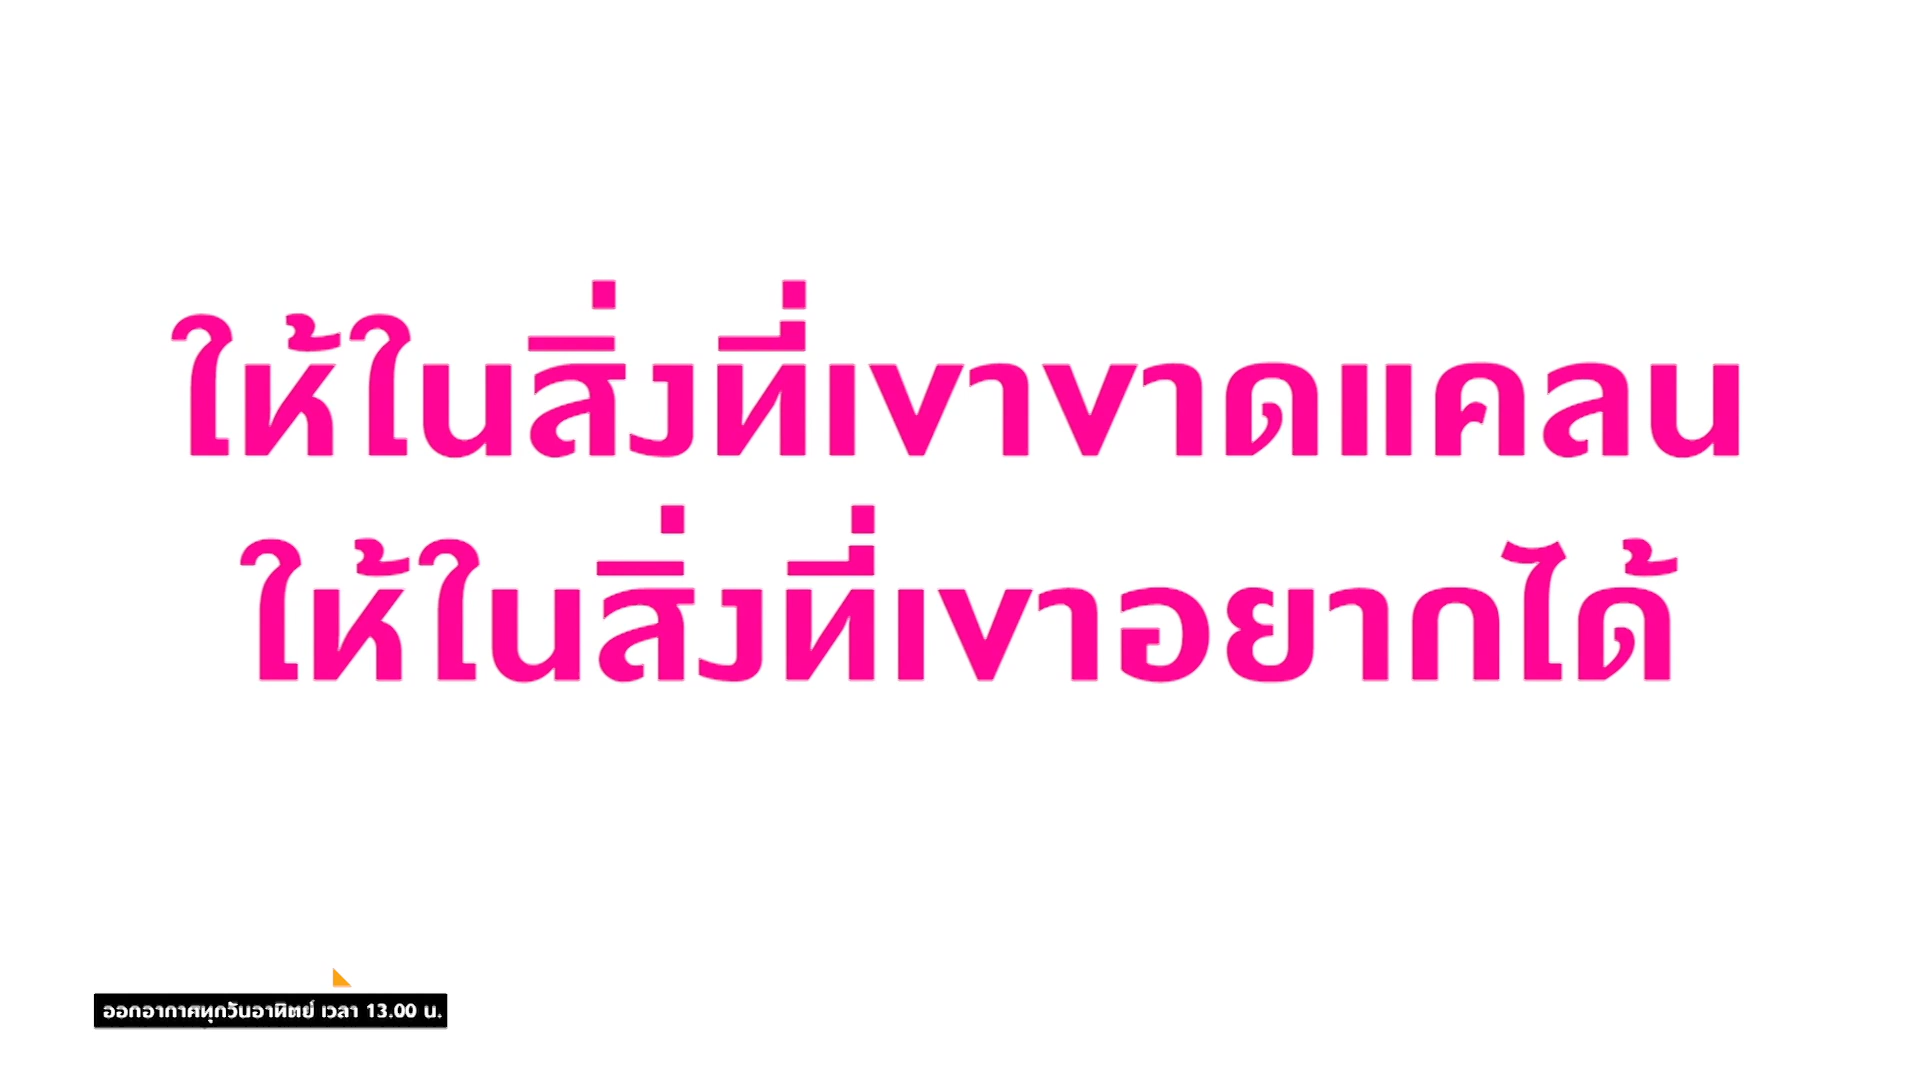 ให้ในสิ่งที่เขาขาดแคลน
ให้ในสิ่งที่เขาอยากได้
ออกอากาศทุกวันอาทิตย์ เวลา 13.00 น.